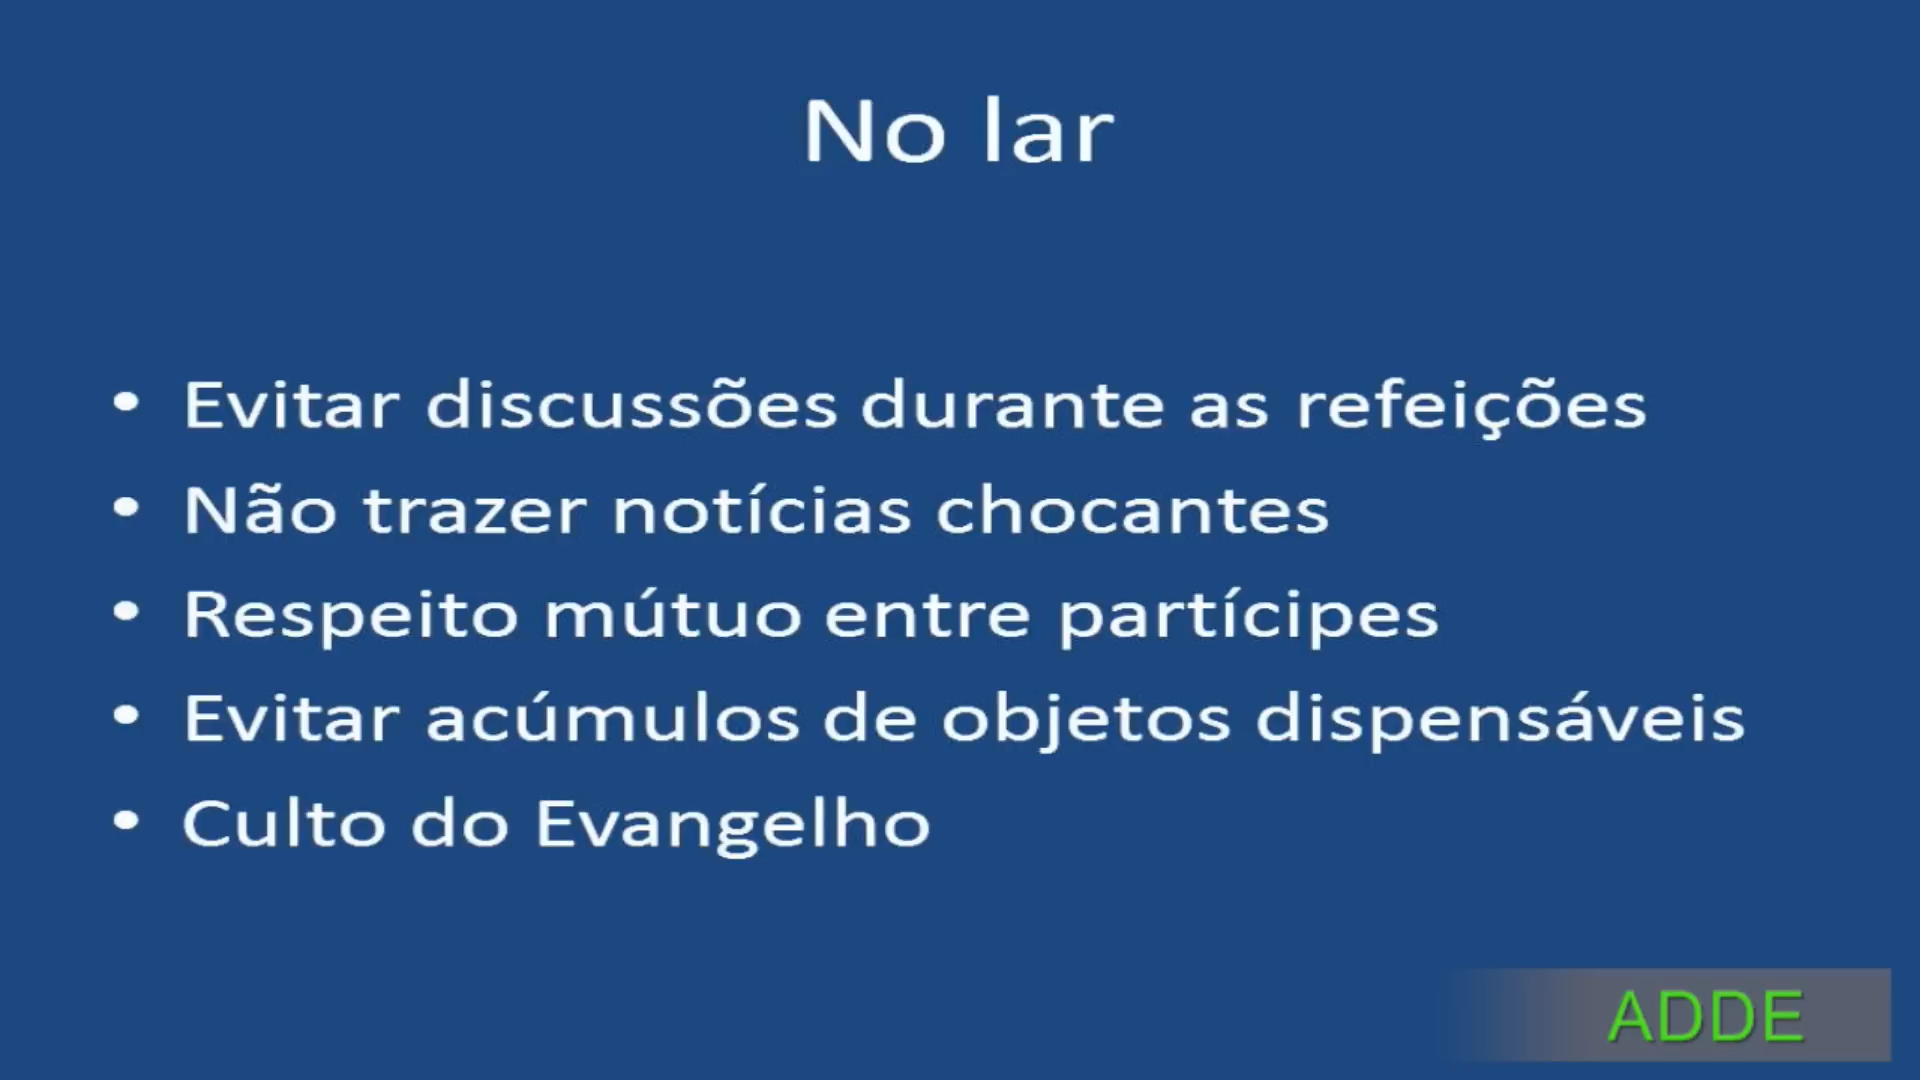 No lar
• Evitar discussões durante as refeições
• Não trazer notícias chocantes
• Respeito mútuo entre partícipes
• Evitar acúmulos de objetos dispensáveis
• Culto do Evangelho
ADDE